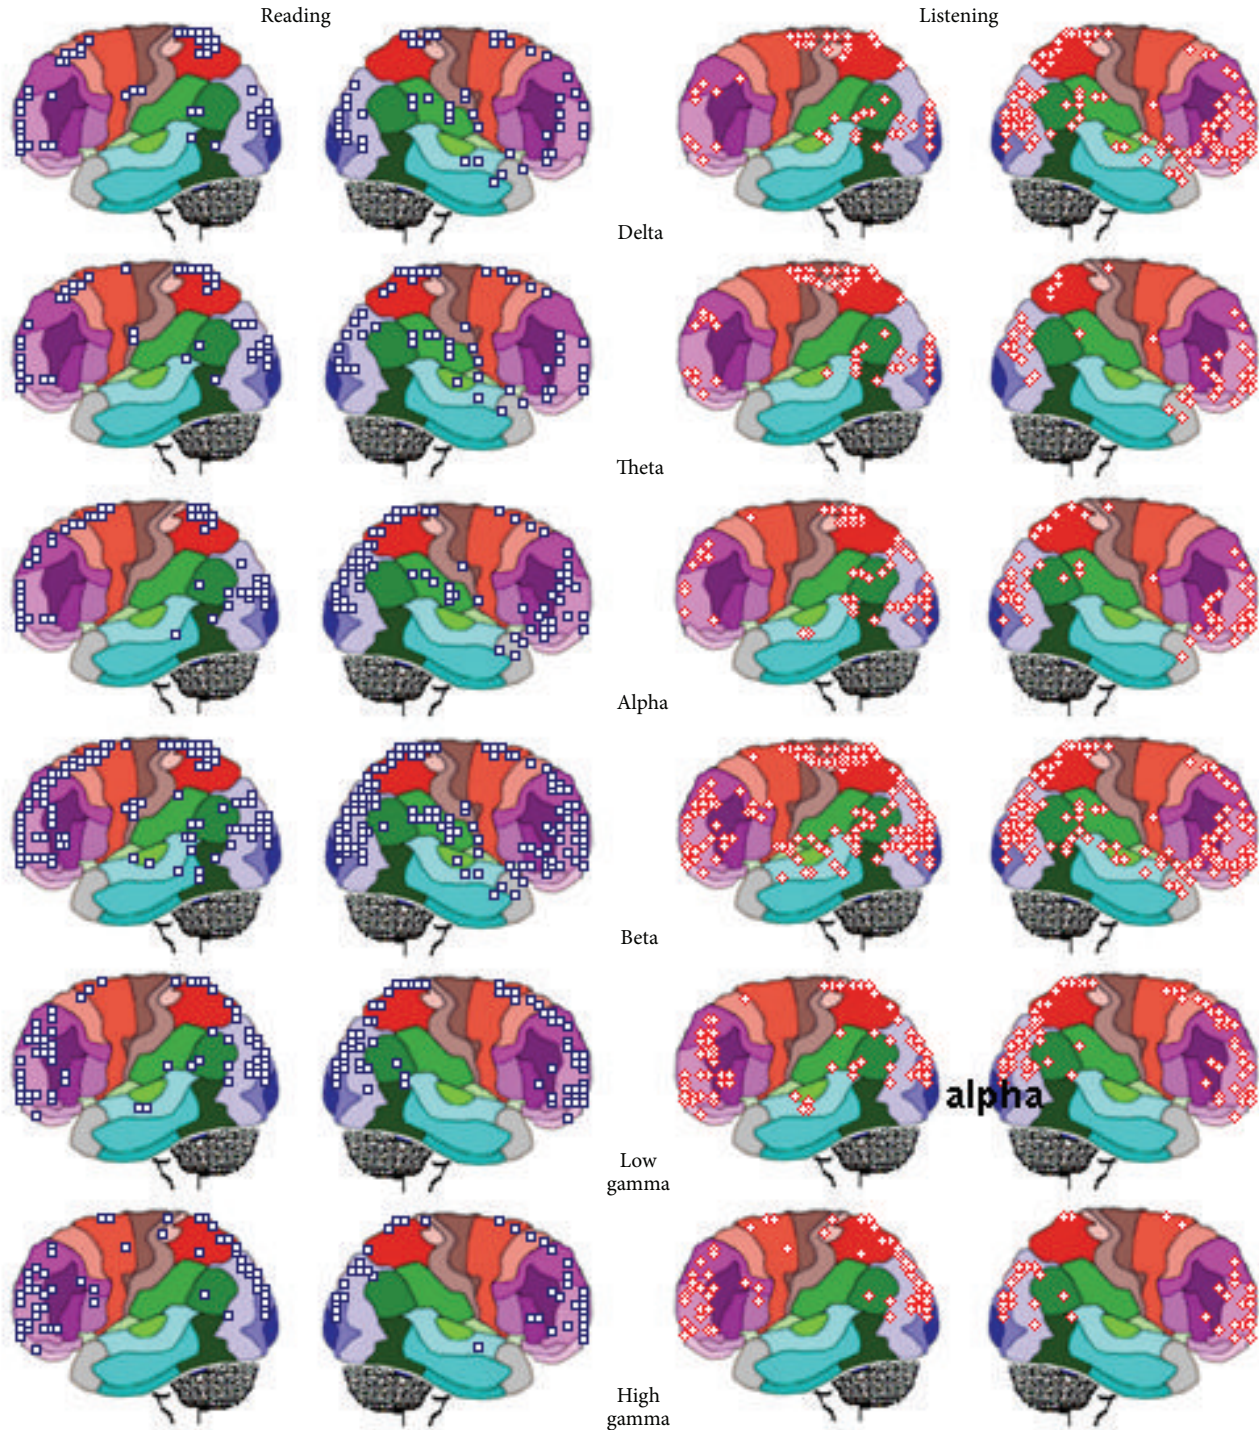 Reading
Listening
Delta
Theta
Alpha
Beta
alpha
Low
gamma
High
gamma